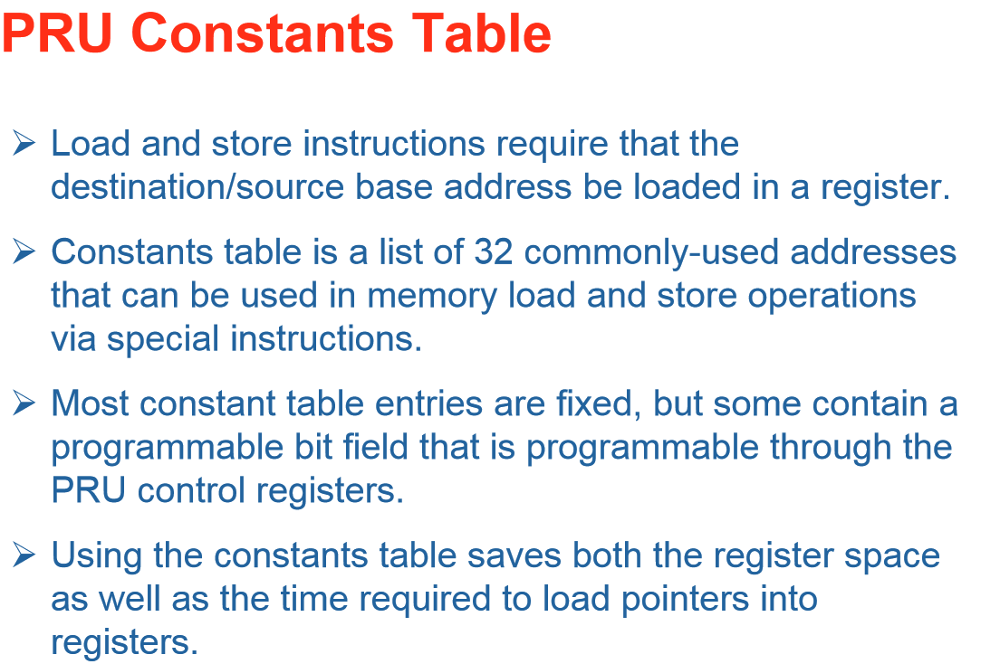 PRU Constants Table
➢ Load and store instructions require that the
destination/source base address be loaded in a register.
➢ Constants table is a list of 32 commonly-used addresses
that can be used in memory load and store operations
via special instructions.
➢ Most constant table entries are fixed, but some contain a
programmable bit field that is programmable through the
PRU control registers.
➢ Using the constants table saves both the register space
as well as the time required to load pointers into
registers.